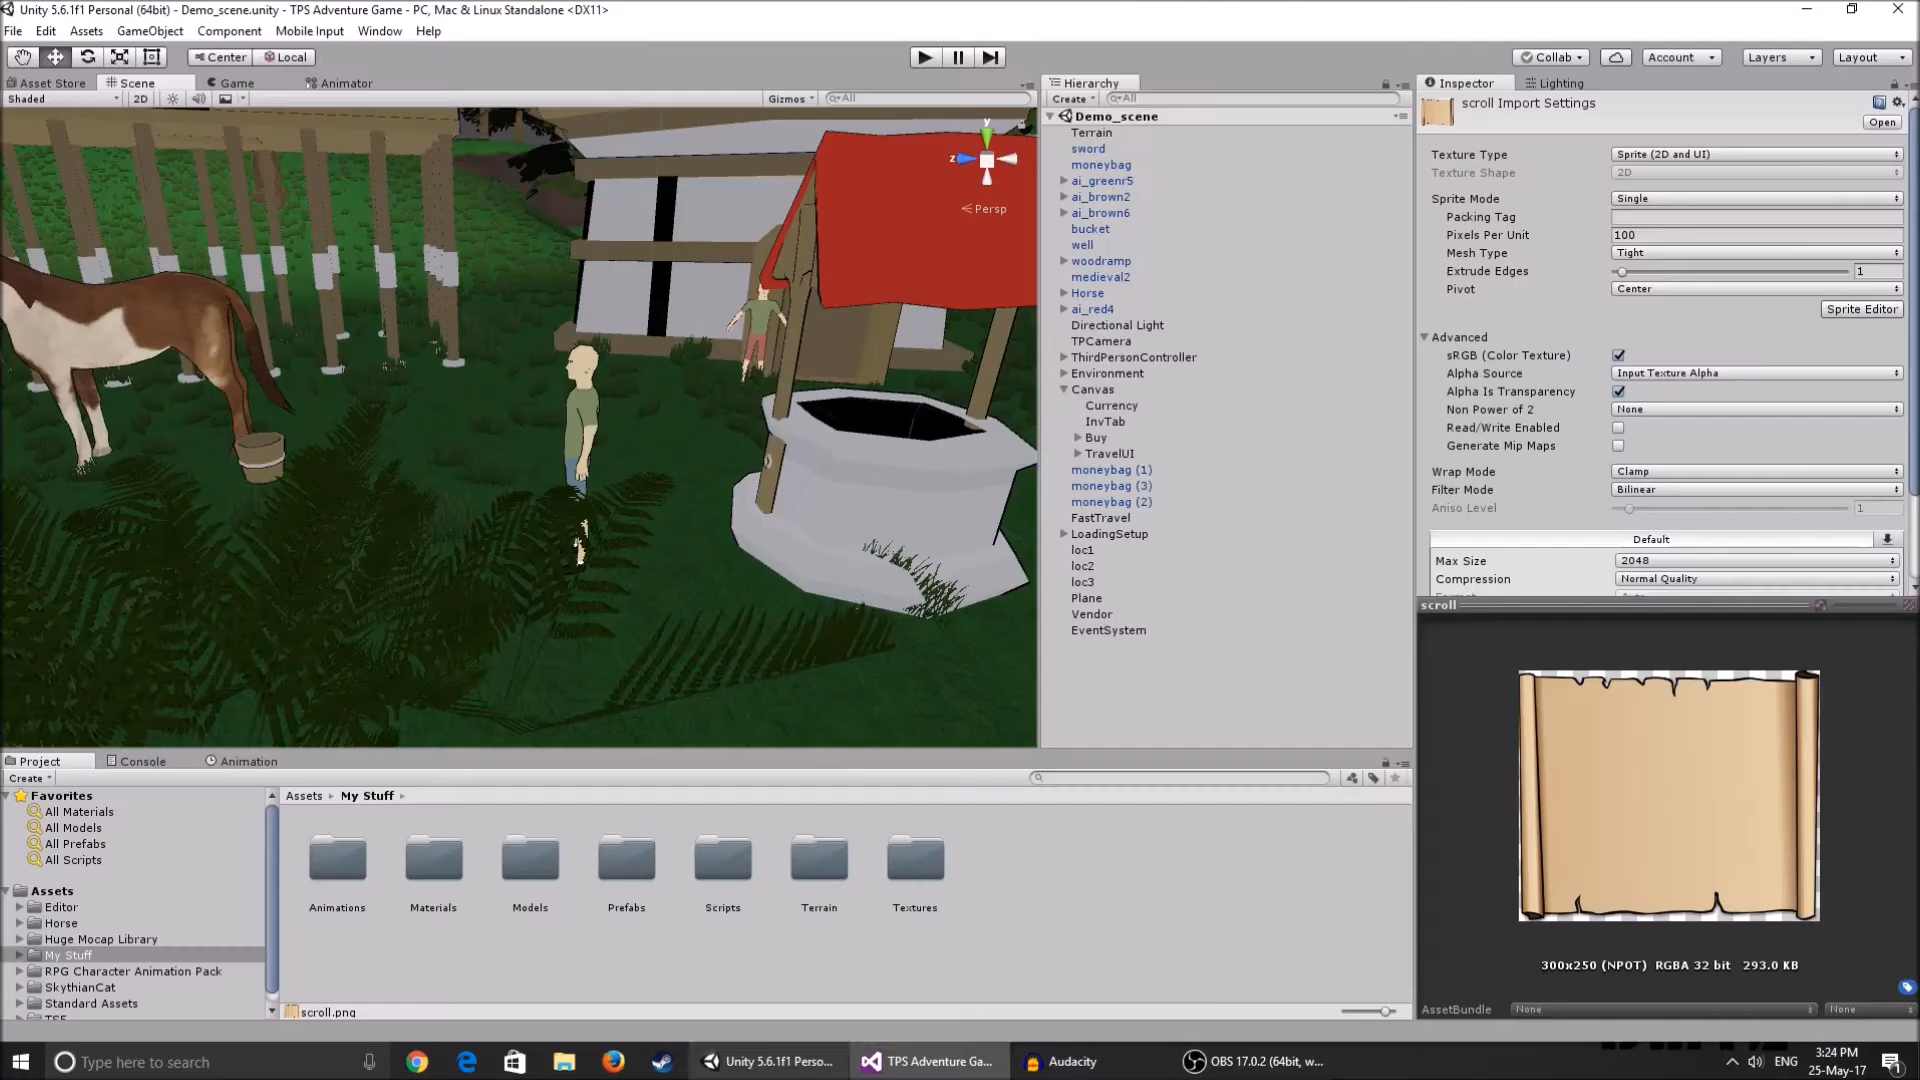 Unity 5.6.1f1 Personal (64bit) - Demo_scene.unity - TPS Adventure Game - PC, Mac & Linux Standalone <DX11>
File Edit Assets GameObject Component Mobile Input Window Help
Center Local Collab Account Layers Layout
Asset Store Scene Game Animator
Shaded 2D Gizmos All
z y Persp
Hierarchy
Create All
Demo_scene
Terrain
sword
moneybag
ai_greenr5
ai_brown2
ai_brown6
bucket
well
woodramp
medieval2
Horse
ai_red4
Directional Light
TPCamera
ThirdPersonController
Environment
Canvas
Currency
InvTab
Buy
TravelUI
moneybag (1)
moneybag (3)
moneybag (2)
FastTravel
LoadingSetup
loc1
loc2
loc3
Plane
Vendor
EventSystem
Inspector Lighting
scroll Import Settings
Open
Texture Type Sprite (2D and UI)
Texture Shape 2D
Sprite Mode Single
Packing Tag
Pixels Per Unit 100
Mesh Type Tight
Extrude Edges 1
Pivot Center
Sprite Editor
Advanced
sRGB (Color Texture)
Alpha Source Input Texture Alpha
Alpha Is Transparency
Non Power of 2 None
Read/Write Enabled
Generate Mip Maps
Wrap Mode Clamp
Filter Mode Bilinear
Aniso Level 1
Default
Max Size 2048
Compression Normal Quality
scroll
300x250 (NPOT) RGBA 32 bit 293.0 KB
AssetBundle None None
Project Console Animation
Create
Favorites
All Materials
All Models
All Prefabs
All Scripts
Assets
Editor
Horse
Huge Mocap Library
My Stuff
RPG Character Animation Pack
SkythianCat
Standard Assets
Assets My Stuff
Animations Materials Models Prefabs Scripts Terrain Textures
scroll.png
Type here to search
Unity 5.6.1f1 Perso...
TPS Adventure Ga...
Audacity
OBS 17.0.2 (64bit, w...
ENG
3:24 PM
25-May-17
1